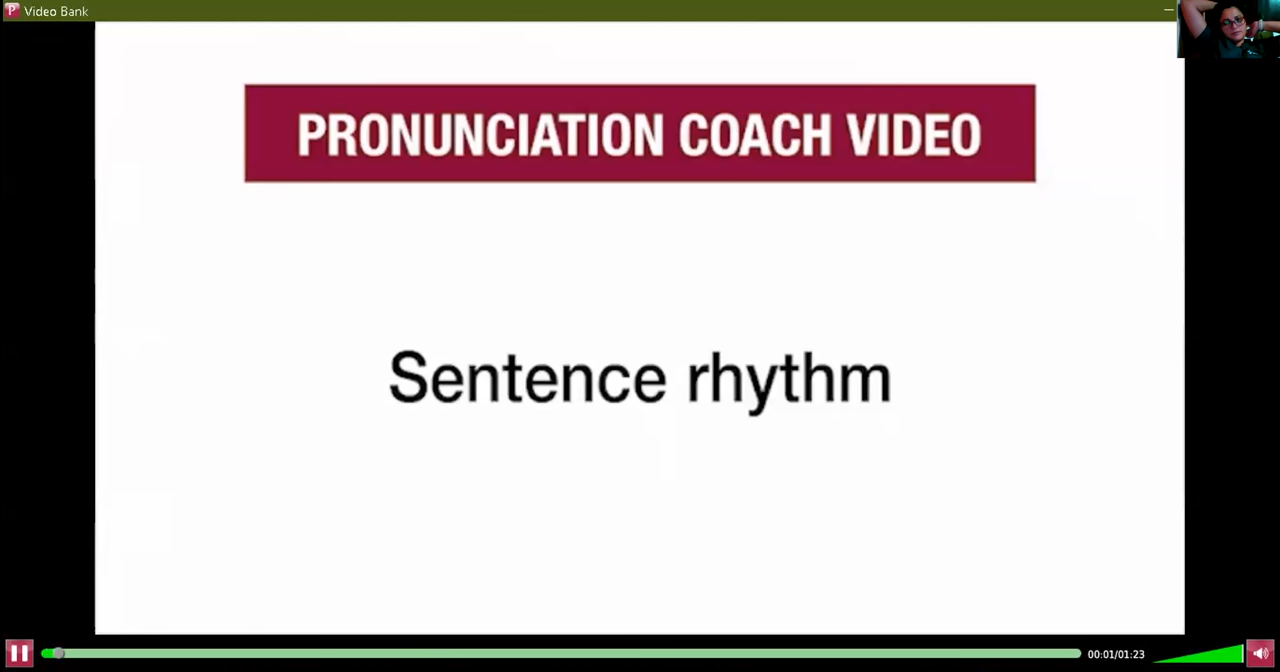 Video Bank
PRONUNCIATION COACH VIDEO
Sentence rhythm
00:01/01:23